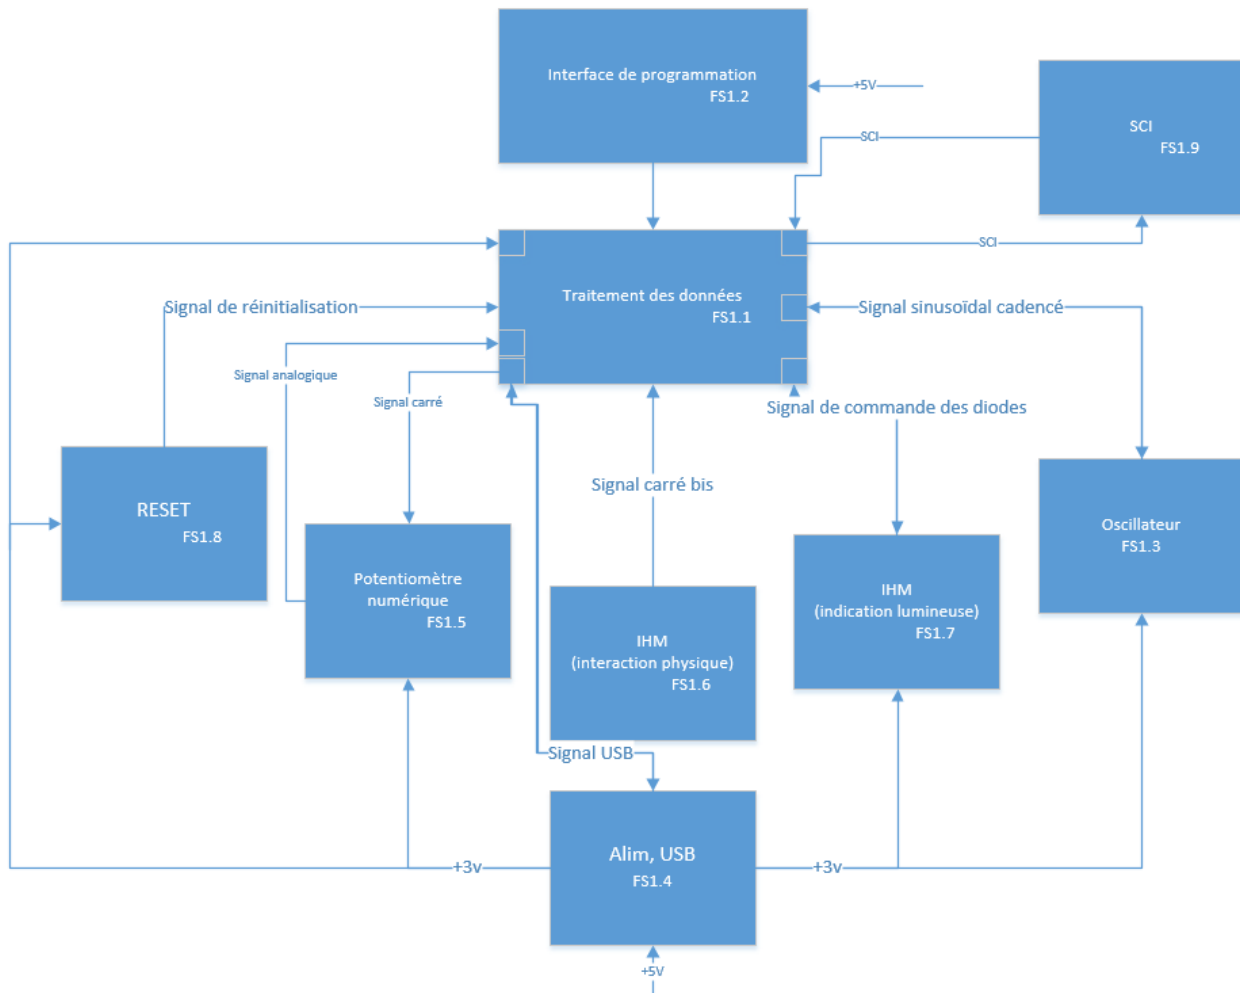 Interface de programmation
FS1.2
+5V
SCI
FS1.9
SCI
SCI
Traitement des données
FS1.1
Signal de réinitialisation
Signal sinusoïdal cadencé
Signal analogique
Signal carré
Signal de commande des diodes
RESET
FS1.8
Signal carré bis
Potentiomètre
numérique
FS1.5
Oscillateur
FS1.3
IHM
(indication lumineuse)
FS1.7
IHM
(interaction physique)
FS1.6
Signal USB
+3v
Alim, USB
FS1.4
+3v
+5V